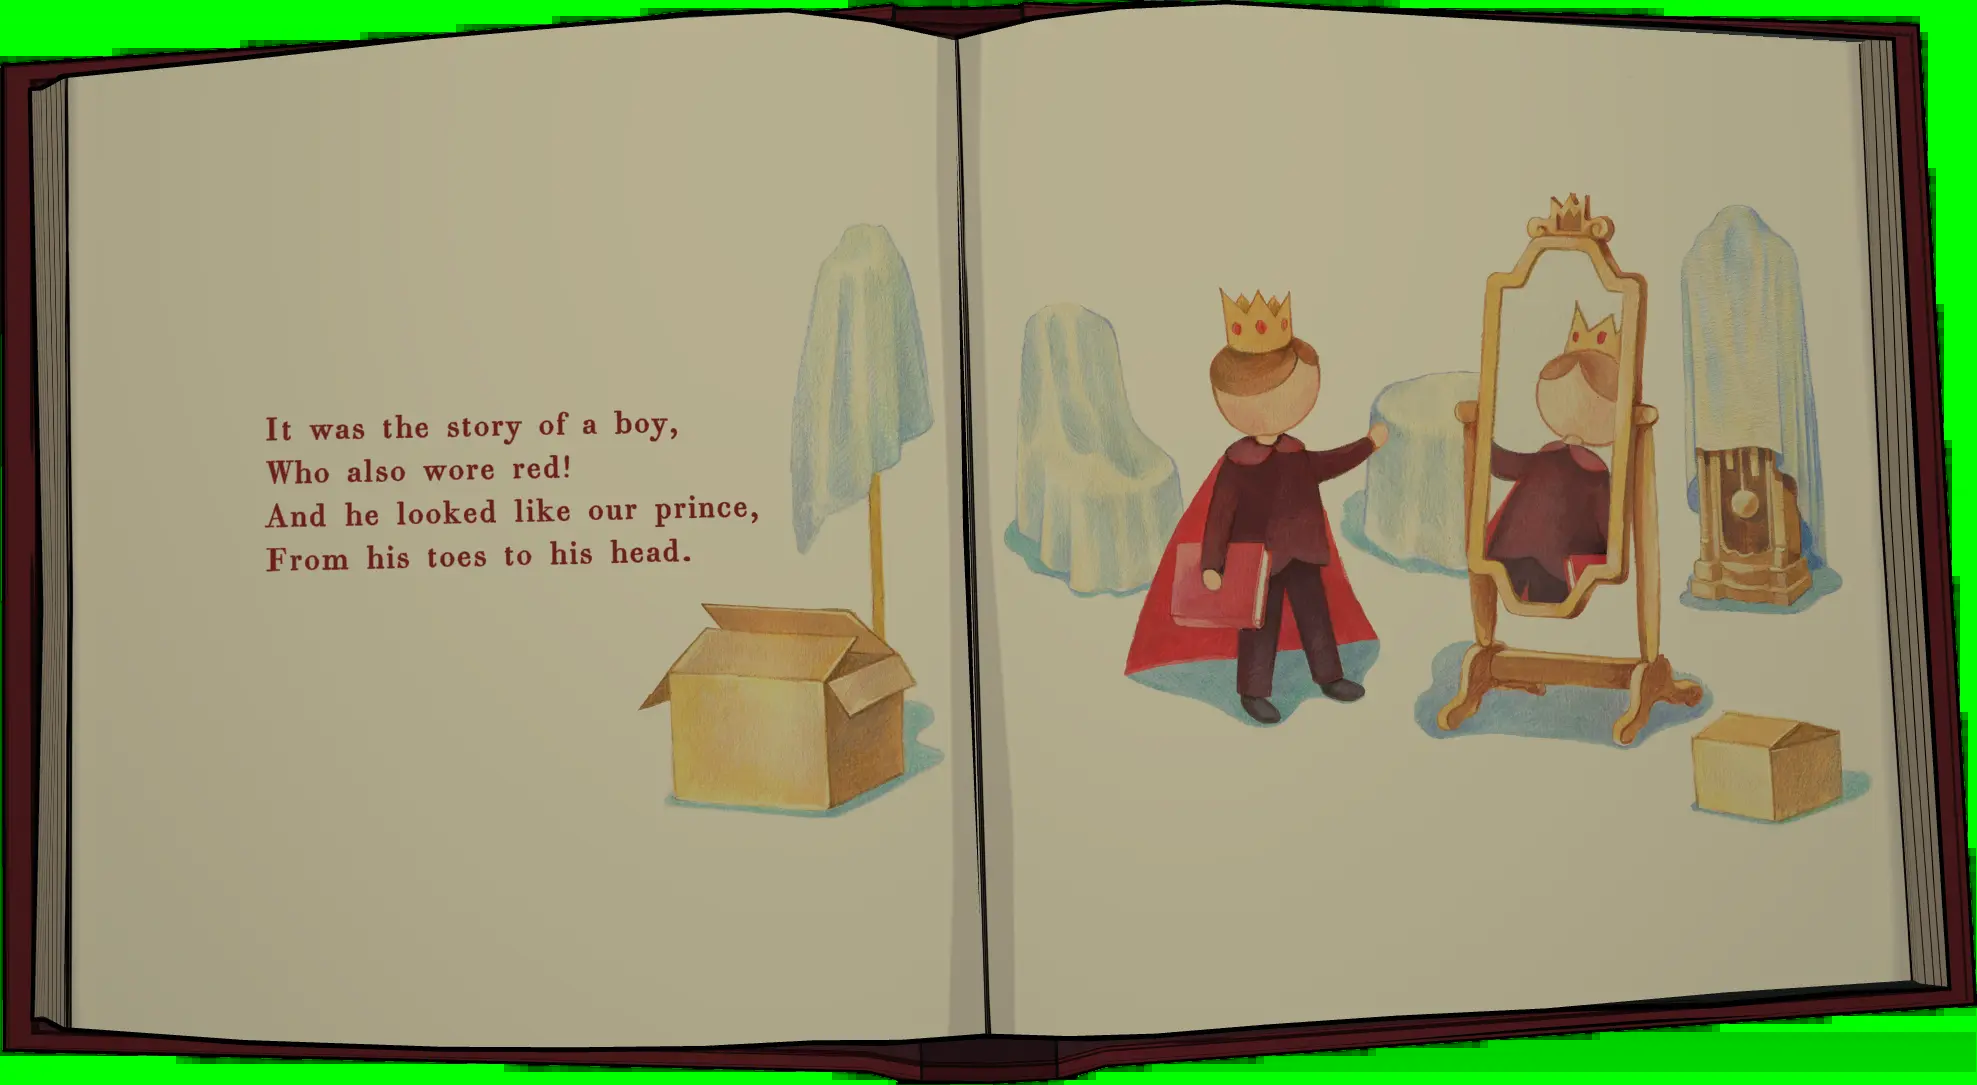 It was the story of a boy,
Who also wore red!
And he looked like our prince,
From his toes to his head.